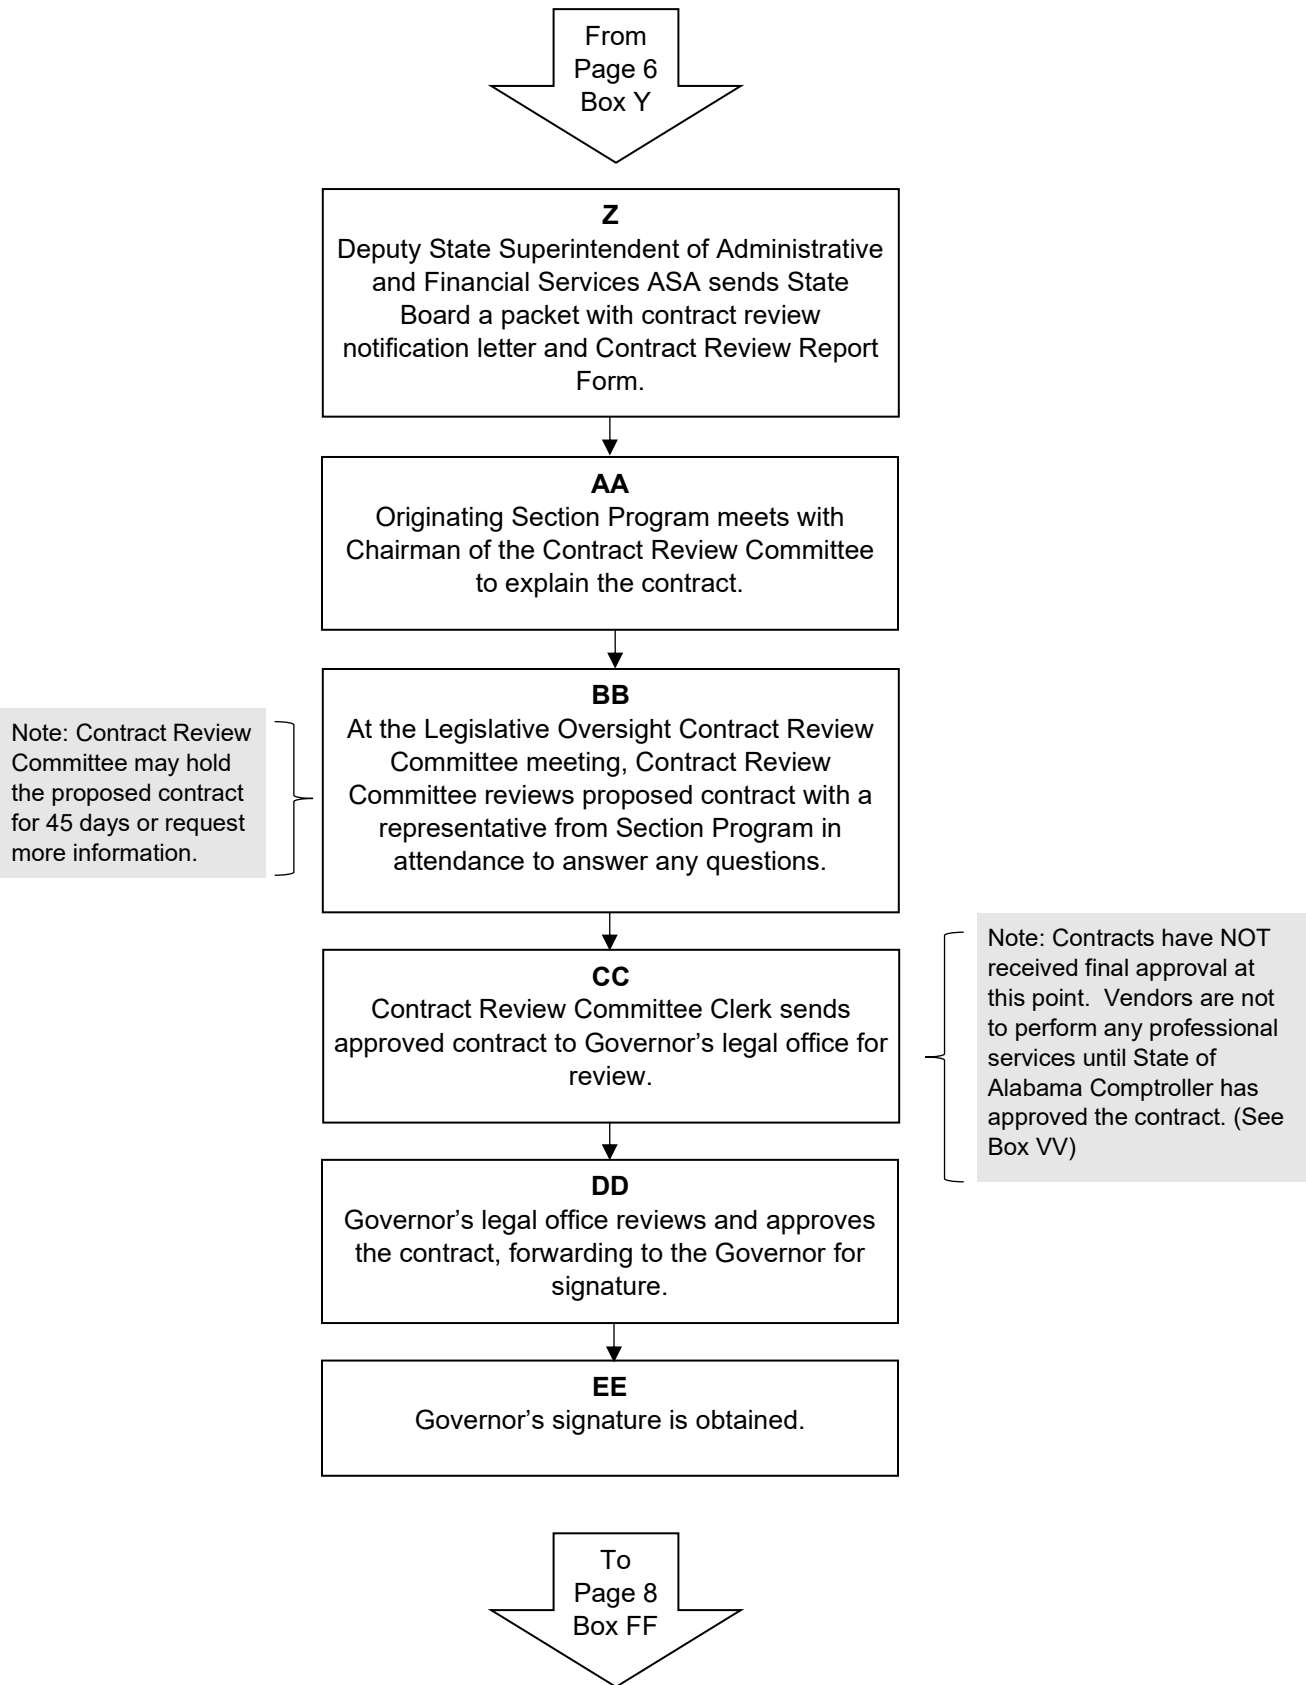 From
Page 6
Box Y
Z
Deputy State Superintendent of Administrative
and Financial Services ASA sends State
Board a packet with contract review
notification letter and Contract Review Report
Form.
AA
Originating Section Program meets with
Chairman of the Contract Review Committee
to explain the contract.
BB
At the Legislative Oversight Contract Review
Committee meeting, Contract Review
Committee reviews proposed contract with a
representative from Section Program in
attendance to answer any questions.
Note: Contract Review
Committee may hold
the proposed contract
for 45 days or request
more information.
CC
Contract Review Committee Clerk sends
approved contract to Governor’s legal office for
review.
Note: Contracts have NOT
received final approval at
this point.  Vendors are not
to perform any professional
services until State of
Alabama Comptroller has
approved the contract. (See
Box VV)
DD
Governor’s legal office reviews and approves
the contract, forwarding to the Governor for
signature.
EE
Governor’s signature is obtained.
To
Page 8
Box FF